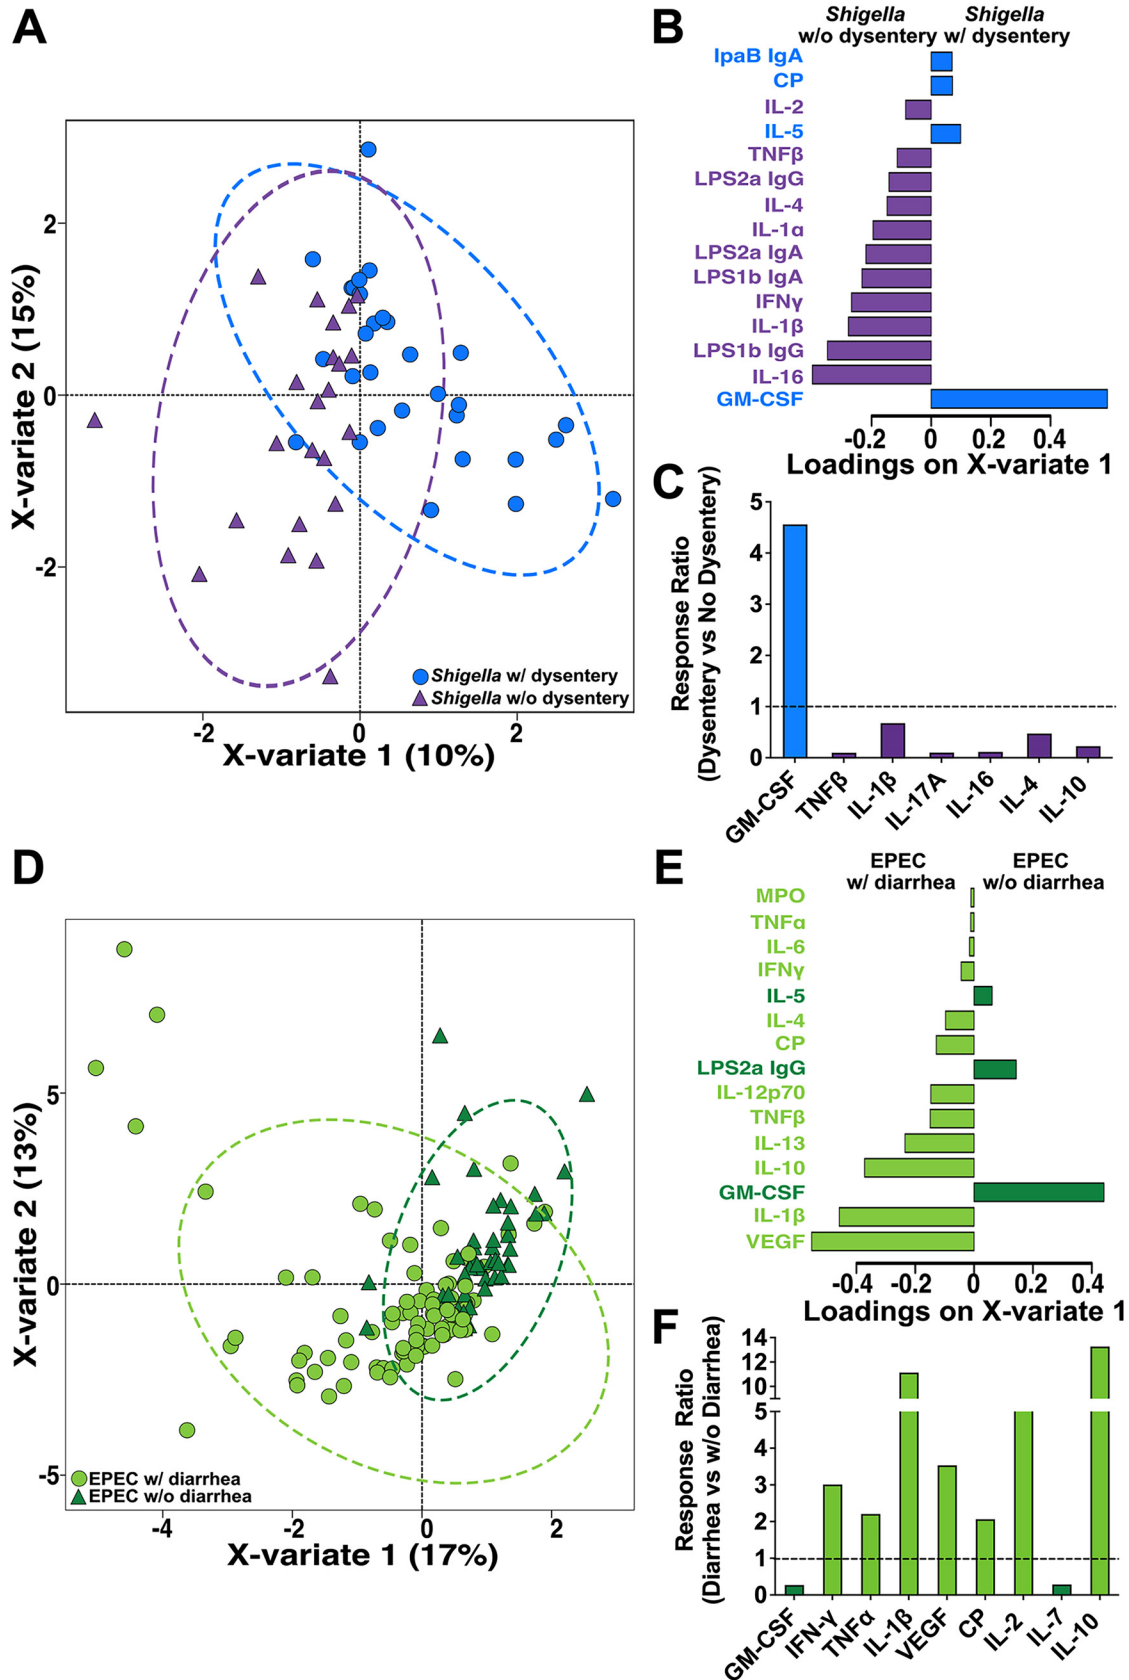 A
2
0
-2
X-variate 2 (15%)
-2
0
2
X-variate 1 (10%)
Shigella w/ dysentery
Shigella w/o dysentery
B
Shigella
w/o dysentery
Shigella
w/ dysentery
IpaB IgA
CP
IL-2
IL-5
TNFβ
LPS2a IgG
IL-4
IL-1α
LPS2a IgA
LPS1b IgA
IFNγ
IL-1β
LPS1b IgG
IL-16
GM-CSF
-0.2
0
0.2
0.4
Loadings on X-variate 1
C
Response Ratio
(Dysentery vs No Dysentery)
5
4
3
2
1
0
GM-CSF
TNFβ
IL-1β
IL-17A
IL-16
IL-4
IL-10
D
5
0
-5
X-variate 2 (13%)
-4
-2
0
2
X-variate 1 (17%)
EPEC w/ diarrhea
EPEC w/o diarrhea
E
EPEC
w/ diarrhea
EPEC
w/o diarrhea
MPO
TNFα
IL-6
IFNγ
IL-5
IL-4
CP
LPS2a IgG
IL-12p70
TNFβ
IL-13
IL-10
GM-CSF
IL-1β
VEGF
-0.4
-0.2
0
0.2
0.4
Loadings on X-variate 1
F
Response Ratio
(Diarrhea vs w/o Diarrhea)
14
12
10
5
4
3
2
1
0
GM-CSF
IFN-γ
TNFα
IL-1β
VEGF
CP
IL-2
IL-7
IL-10